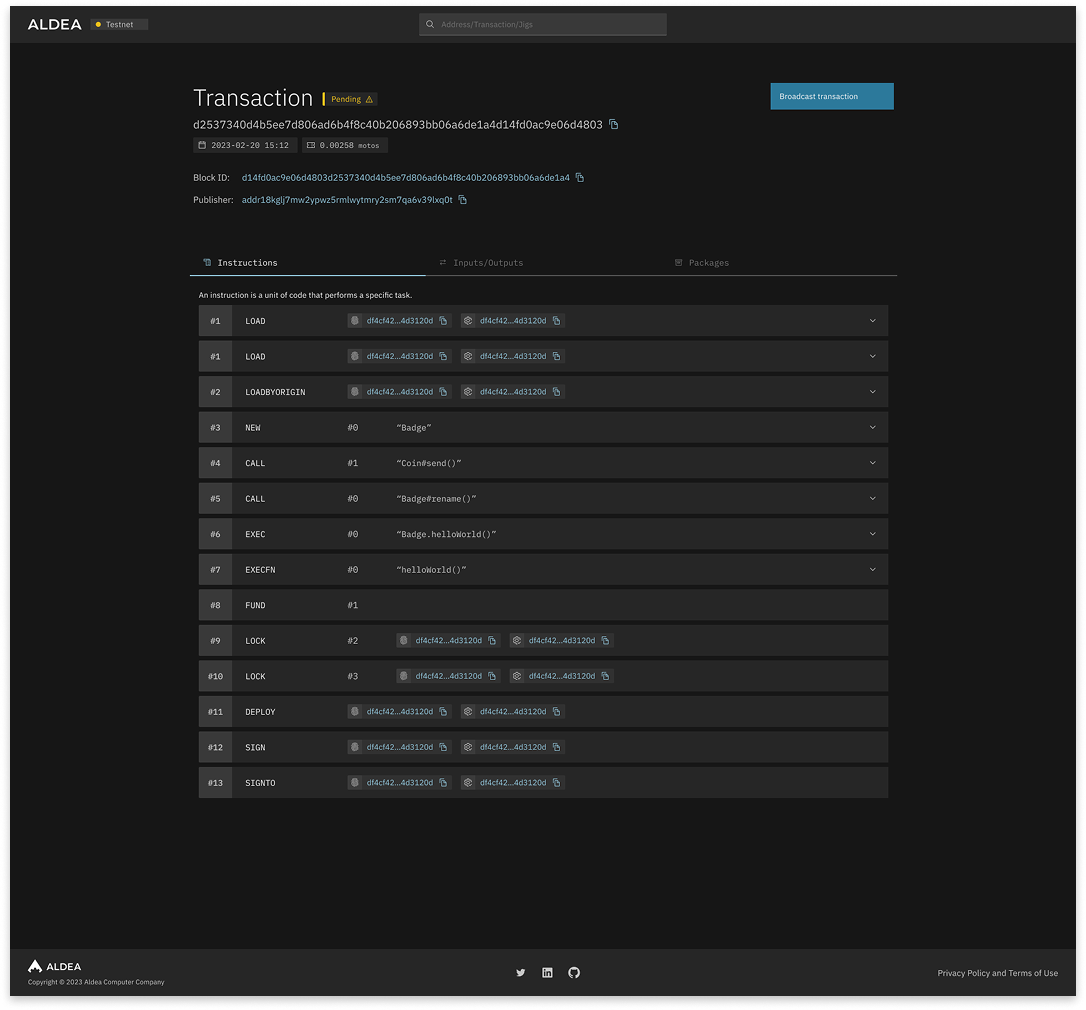 ALDEA Testnet Address/Transaction/Jigs
Transaction Pending Broadcast transaction
d2537340d4b5ee7d806ad6b4f8c40b206893bb06a6de1a4d14fd0ac9e06d4803
2023-02-20 15:12 0.00258 motos
Block ID: d14fd0ac9e06d4803d2537340d4b5ee7d806ad6b4f8c40b206893bb06a6de1a4
Publisher: addr18kglj7mw2ypwz5rmlwytmry2sm7qa6v39lxq0t
Instructions Inputs/Outputs Packages
An instruction is a unit of code that performs a specific task.
#1 LOAD df4cf42...4d3120d df4cf42...4d3120d
#1 LOAD df4cf42...4d3120d df4cf42...4d3120d
#2 LOADBYORIGIN df4cf42...4d3120d df4cf42...4d3120d
#3 NEW #0 “Badge”
#4 CALL #1 “Coin#send()”
#5 CALL #0 “Badge#rename()”
#6 EXEC #0 “Badge.helloWorld()”
#7 EXECFN #0 “helloWorld()”
#8 FUND #1
#9 LOCK #2 df4cf42...4d3120d df4cf42...4d3120d
#10 LOCK #3 df4cf42...4d3120d df4cf42...4d3120d
#11 DEPLOY df4cf42...4d3120d df4cf42...4d3120d
#12 SIGN df4cf42...4d3120d df4cf42...4d3120d
#13 SIGNTO df4cf42...4d3120d df4cf42...4d3120d
ALDEA
Copyright © 2023 Aldea Computer Company
Privacy Policy and Terms of Use